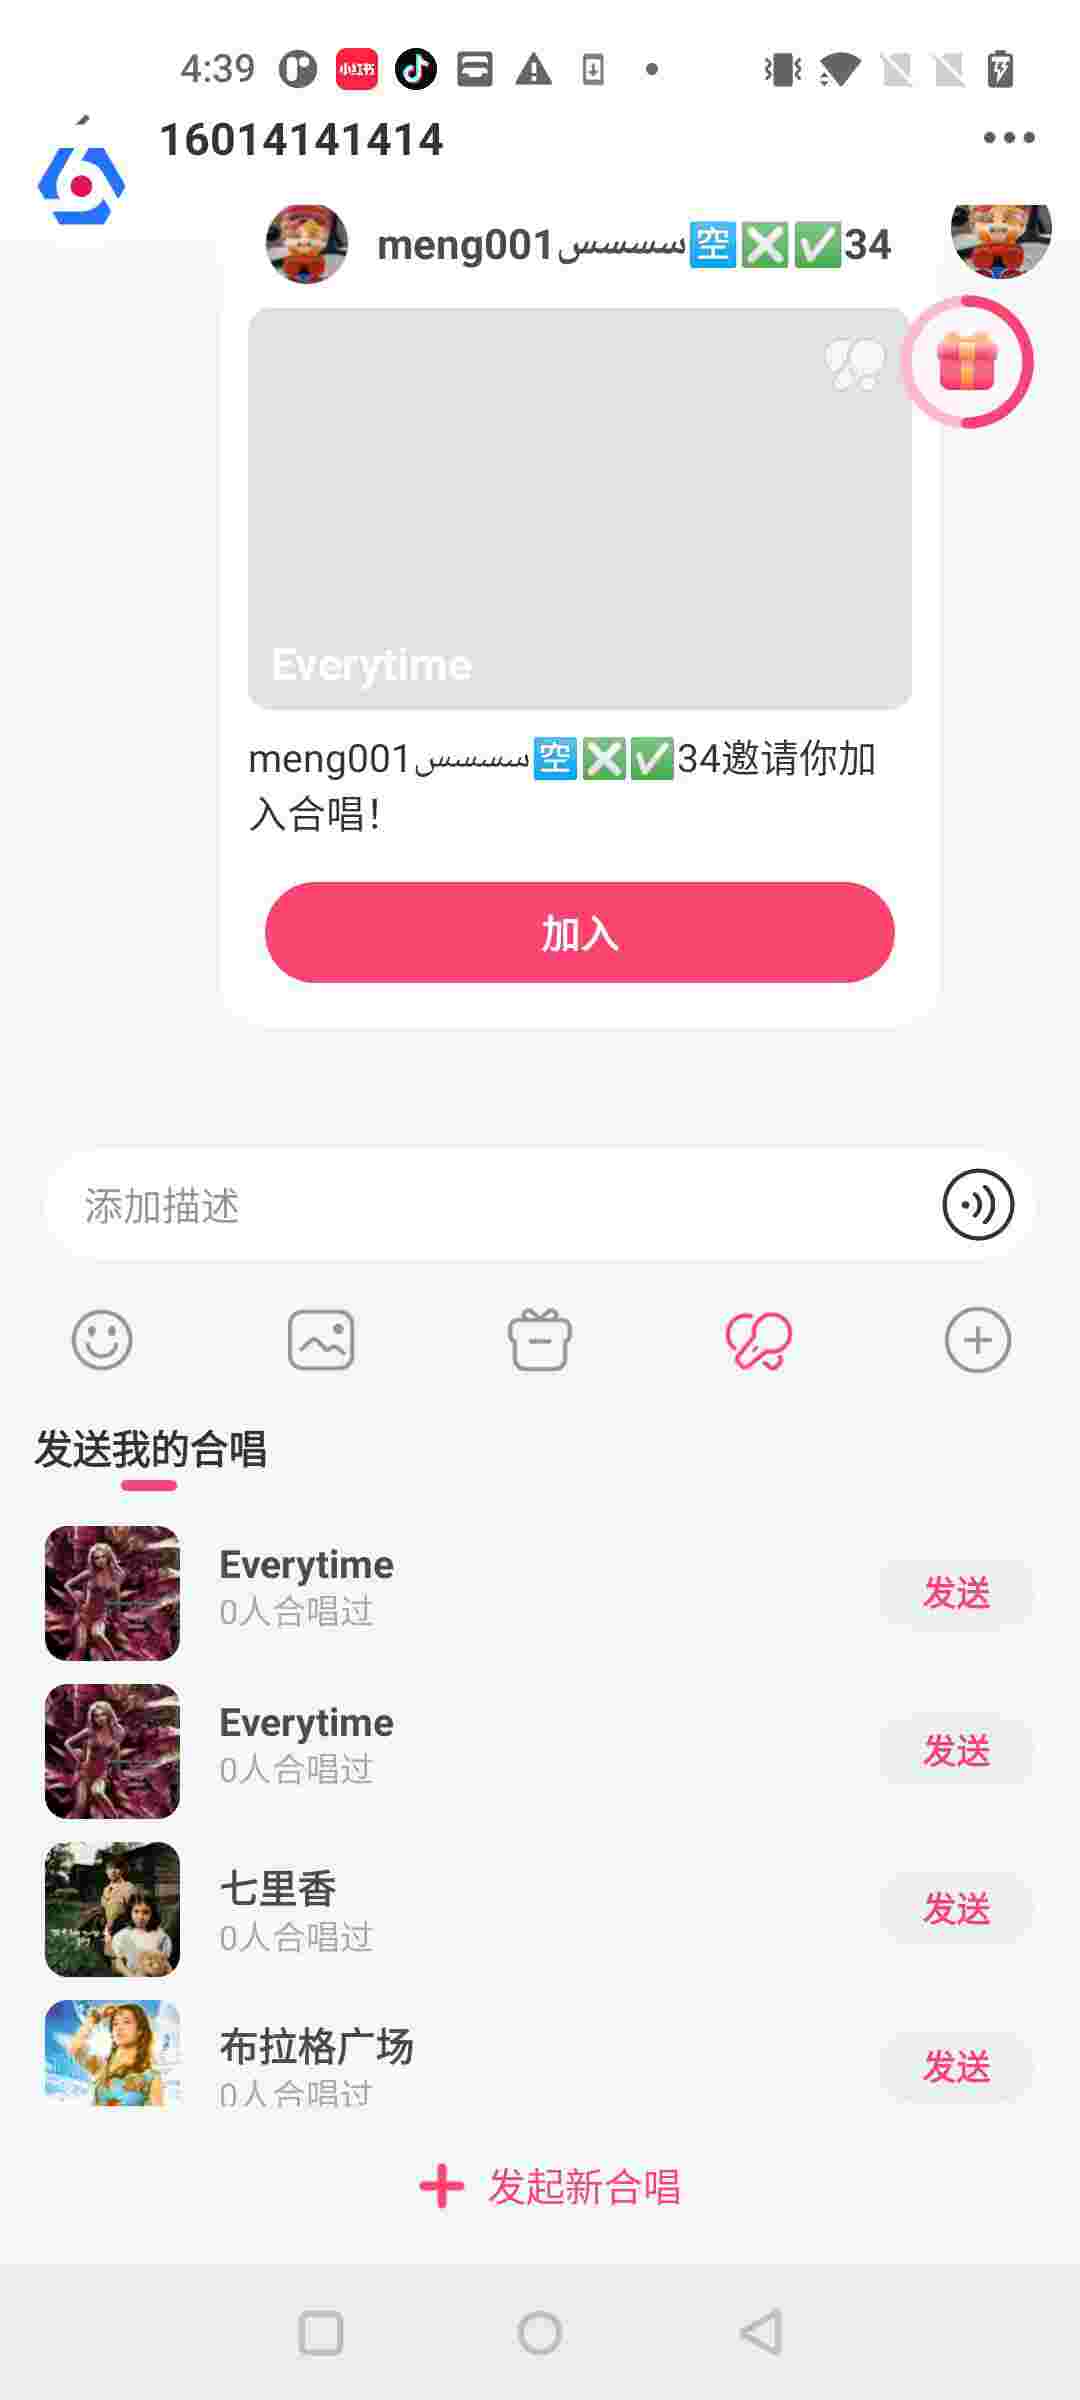 4:39
小红书
16014141414
meng001سسسس🈳❎✅34
Everytime
meng001سسسس🈳❎✅34邀请你加
入合唱！
加入
添加描述
发送我的合唱
Everytime
0人合唱过
发送
Everytime
0人合唱过
发送
七里香
0人合唱过
发送
布拉格广场
0人合唱过
发送
发起新合唱